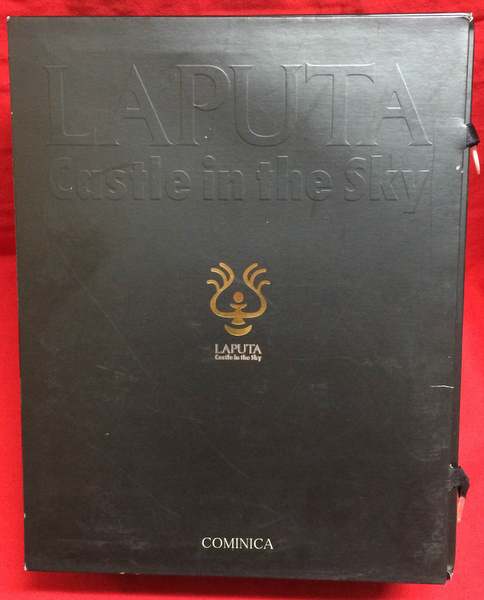 LAPUTA
Castle in the Sky
LAPUTA
Castle in the Sky
COMINICA